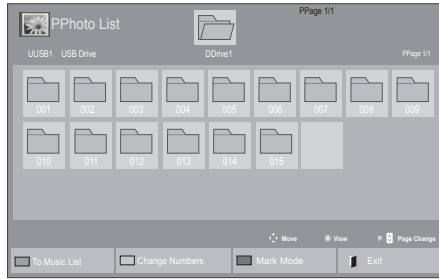 PPage 1/1
PPhoto List
UUSB1 USB Drive DDrive1 PPage 1/1
001 002 003 004 005 006 007 008 009
010 011 012 013 014 015
Move View P Page Change
To Music List Change Numbers Mark Mode Exit